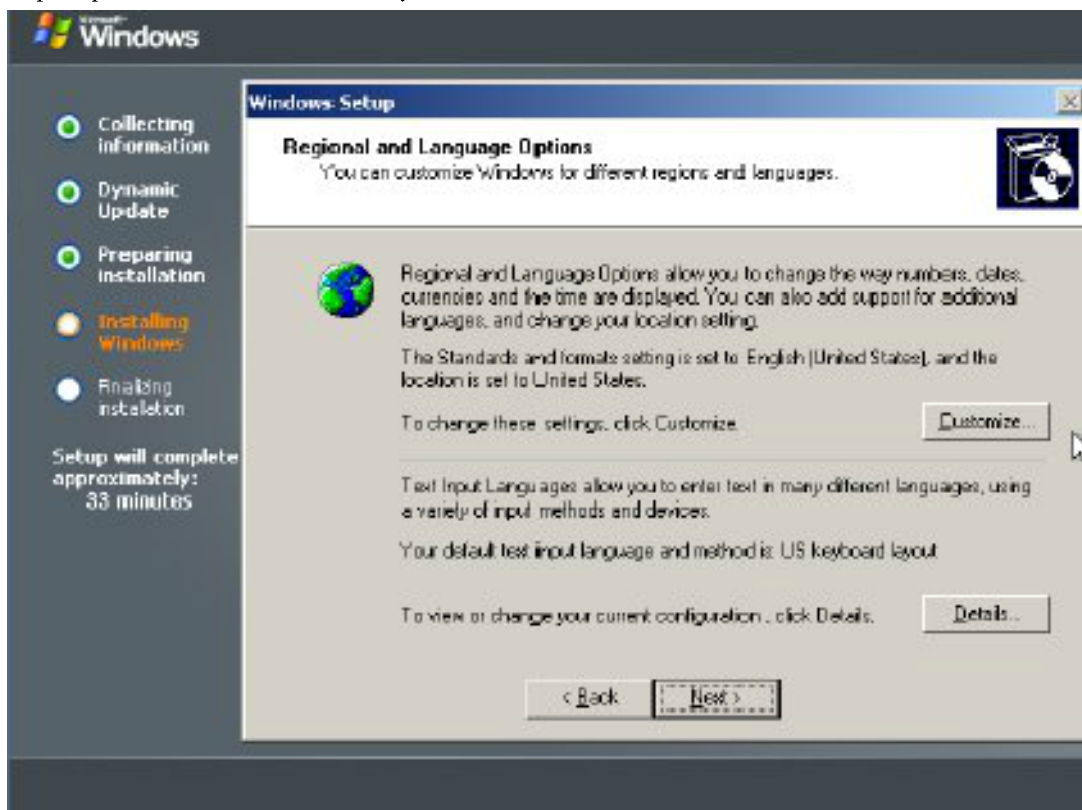 Microsoft
Windows
Collecting
information
Dynamic
Update
Preparing
installation
Installing
Windows
Finalizing
installation
Setup will complete
approximately:
33 minutes
Windows Setup
Regional and Language Options
You can customize Windows for different regions and languages.
Regional and Language Options allow you to change the way numbers, dates,
currencies and the time are displayed. You can also add support for additional
languages, and change your location setting.
The Standards and formats setting is set to English (United States), and the
location is set to United States.
To change these settings, click Customize.
Customize...
Text Input Languages allow you to enter text in many different languages, using
a variety of input methods and devices.
Your default text input language and method is: US keyboard layout
To view or change your current configuration , click Details.
Details...
< Back
Next >